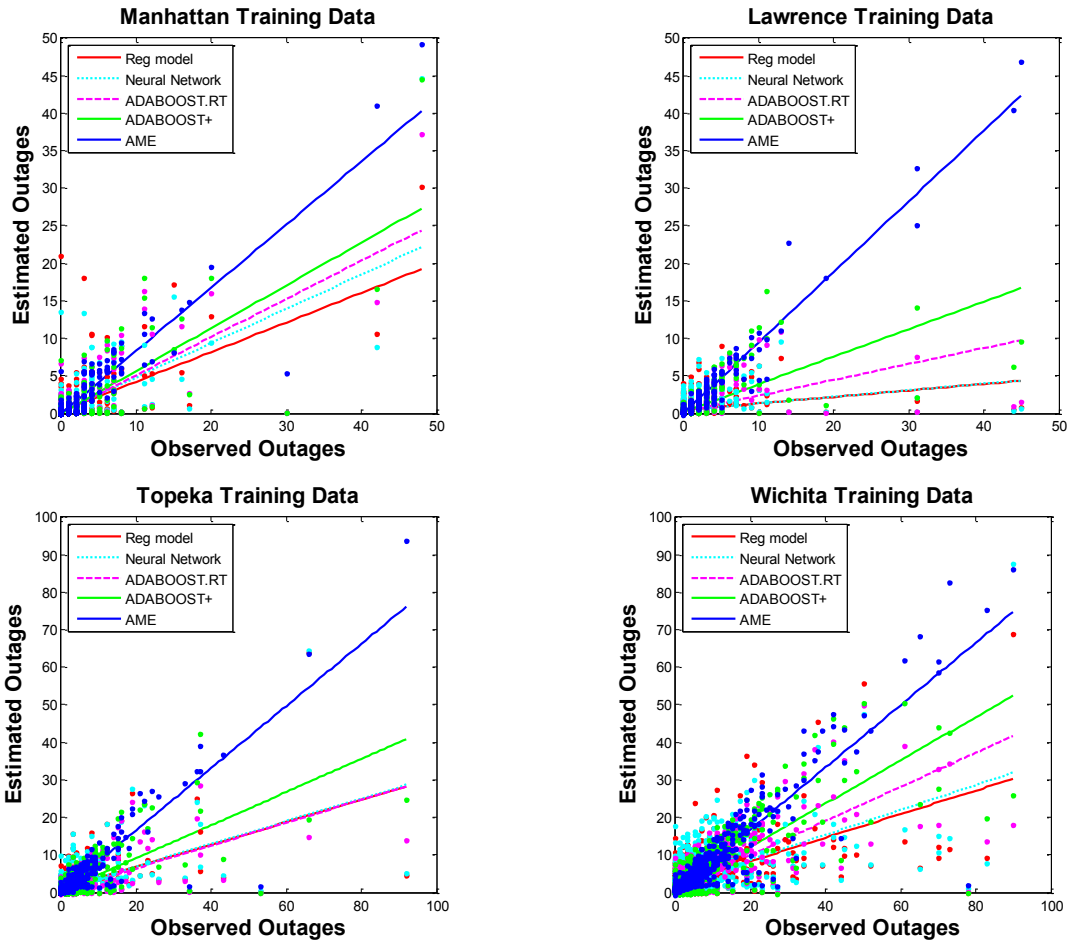 Manhattan Training Data
50
45
40
35
30
25
20
15
10
5
0
0 10 20 30 40 50
Estimated Outages
Observed Outages
Reg model
Neural Network
ADABOOST.RT
ADABOOST+
AME
Lawrence Training Data
50
45
40
35
30
25
20
15
10
5
0
0 10 20 30 40 50
Estimated Outages
Observed Outages
Reg model
Neural Network
ADABOOST.RT
ADABOOST+
AME
Topeka Training Data
100
90
80
70
60
50
40
30
20
10
0
0 20 40 60 80 100
Estimated Outages
Observed Outages
Reg model
Neural Network
ADABOOST.RT
ADABOOST+
AME
Wichita Training Data
100
90
80
70
60
50
40
30
20
10
0
0 20 40 60 80 100
Estimated Outages
Observed Outages
Reg model
Neural Network
ADABOOST.RT
ADABOOST+
AME